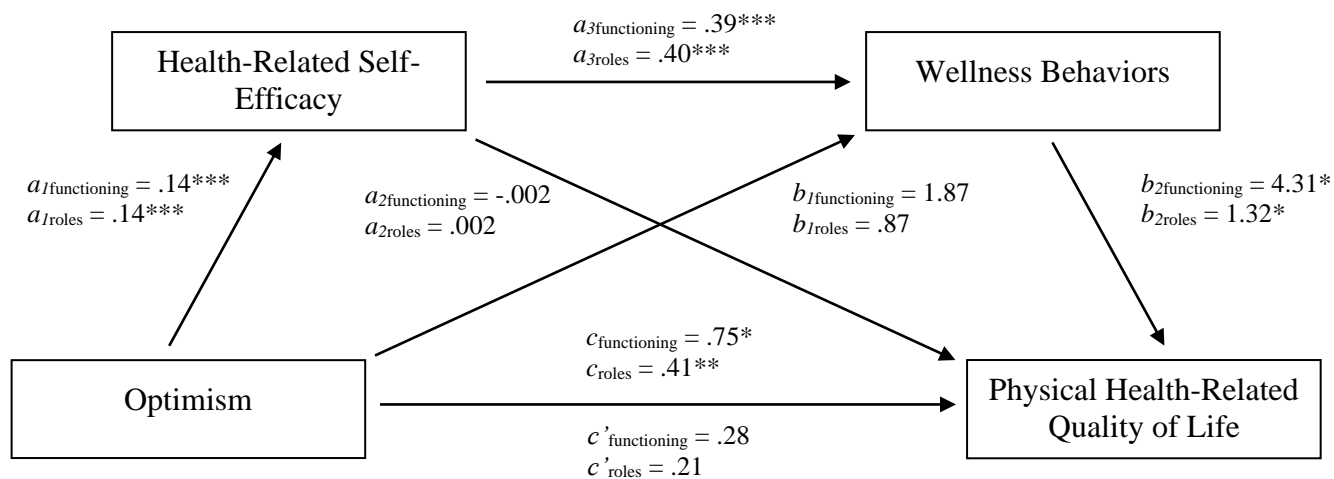 a3functioning = .39***
a3roles = .40***
Health-Related Self-
Efficacy
Wellness Behaviors
a1functioning = .14***
a1roles = .14***
a2functioning = -.002
a2roles = .002
b1functioning = 1.87
b1roles = .87
b2functioning = 4.31*
b2roles = 1.32*
Optimism
cfunctioning = .75*
croles = .41**
c’functioning = .28
c’roles = .21
Physical Health-Related
Quality of Life